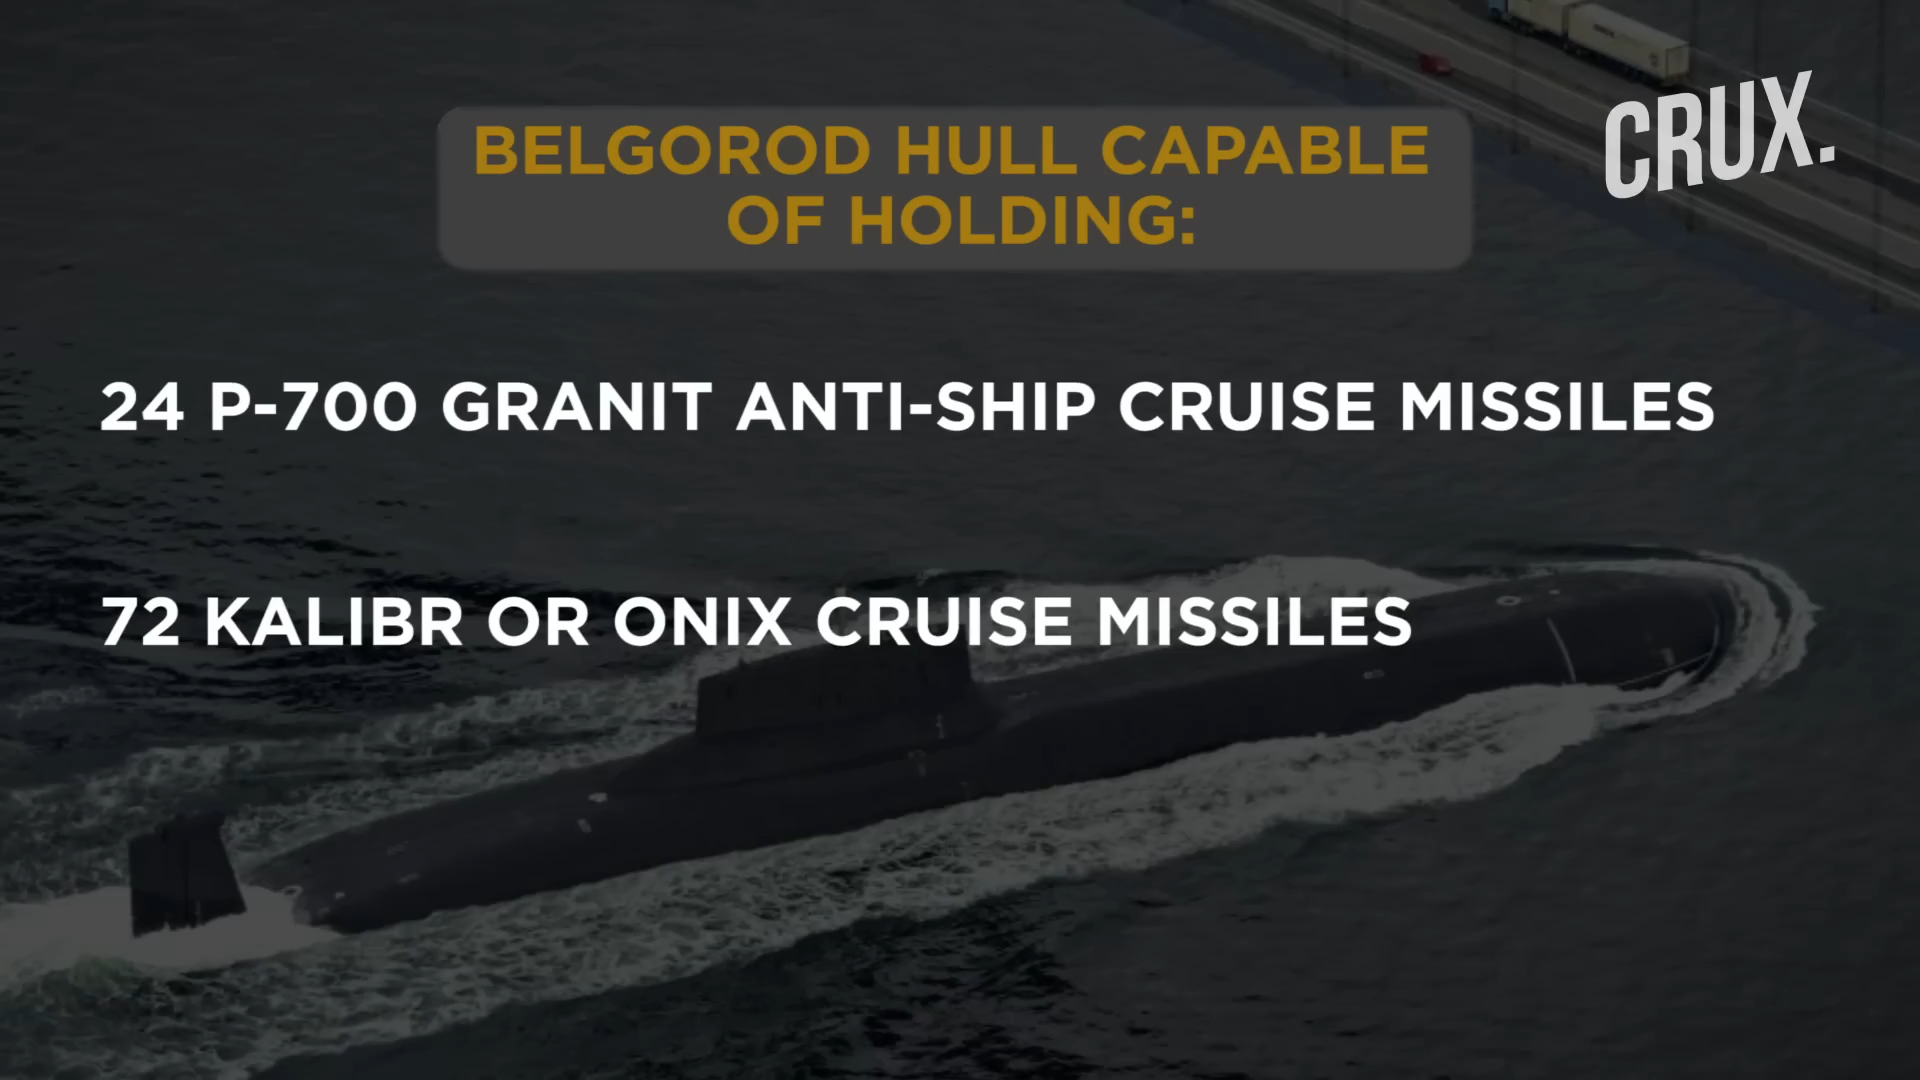 BELGOROD HULL CAPABLE
OF HOLDING:
CRUX.
24 P-700 GRANIT ANTI-SHIP CRUISE MISSILES
72 KALIBR OR ONIX CRUISE MISSILES